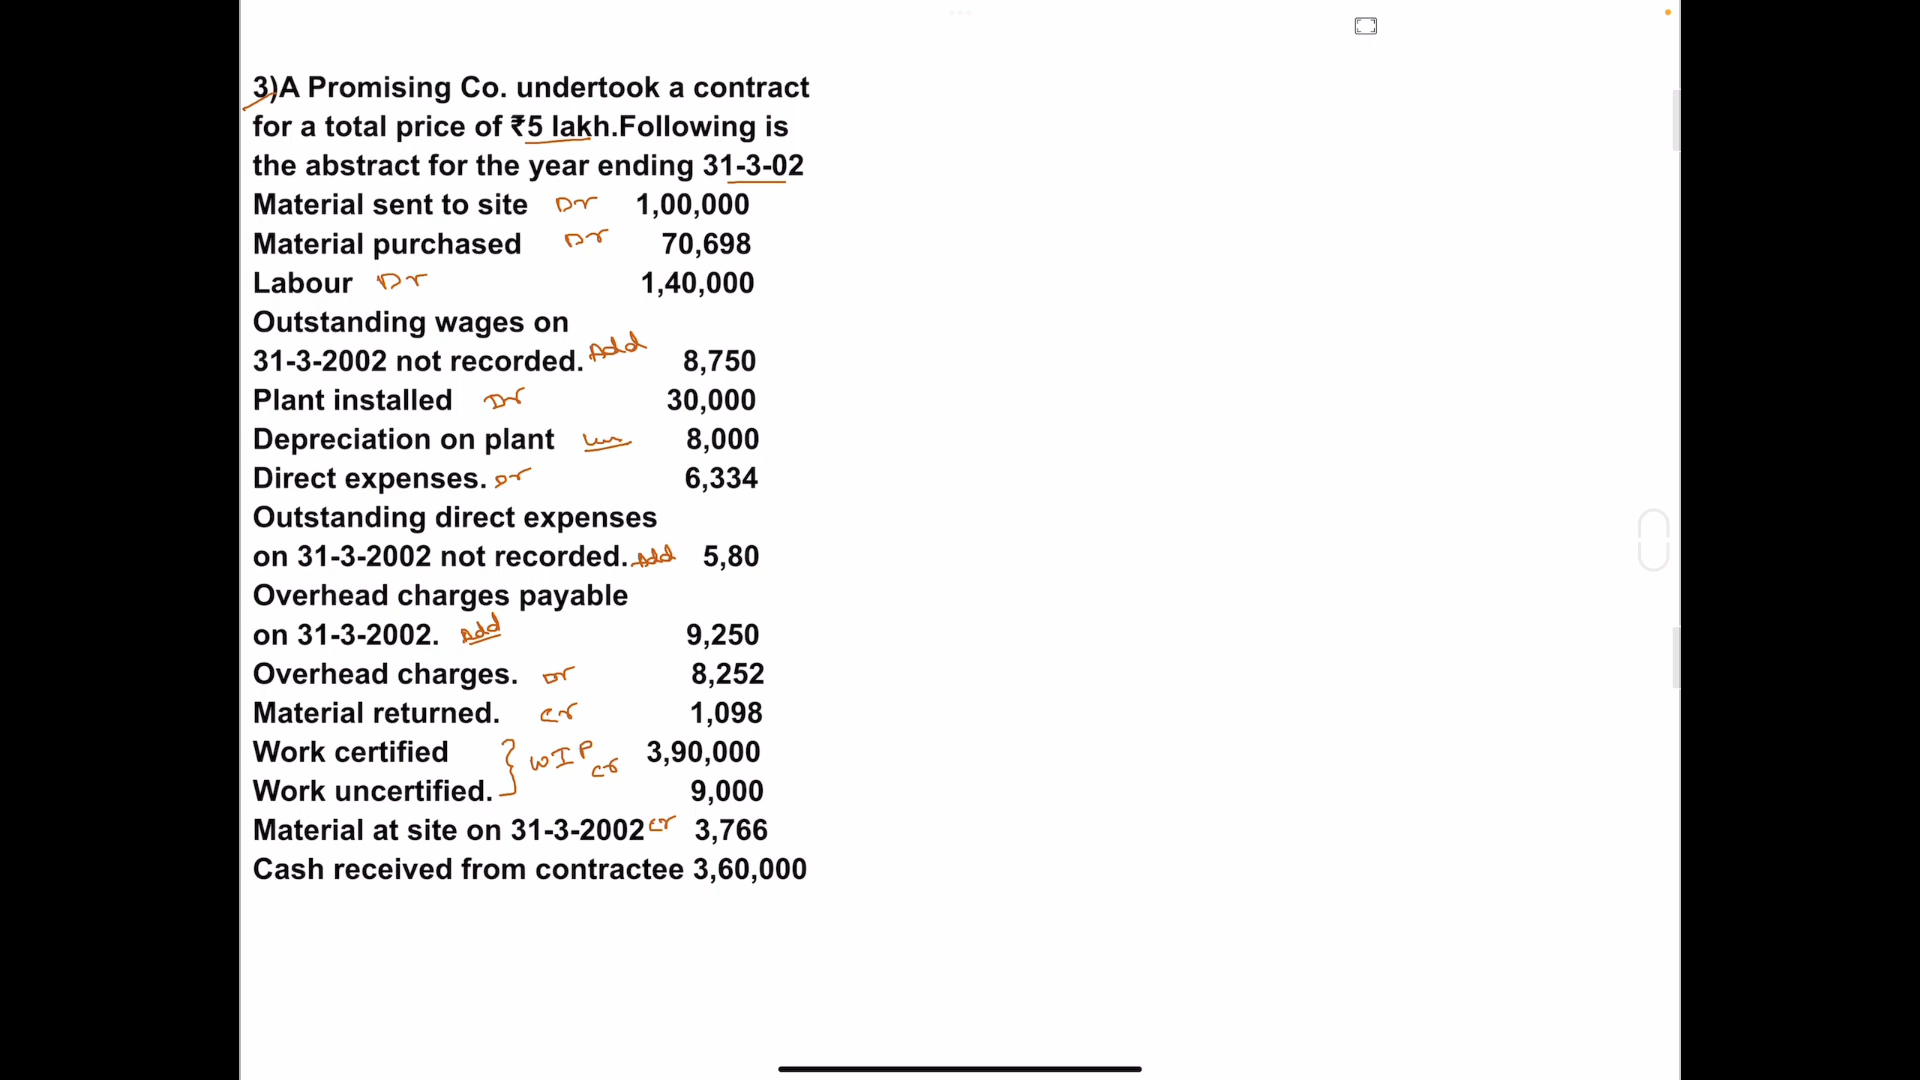 3)A Promising Co. undertook a contract
for a total price of ₹5 lakh.Following is
the abstract for the year ending 31-3-02
Material sent to site Dr 1,00,000
Material purchased Dr 70,698
Labour Dr 1,40,000
Outstanding wages on
31-3-2002 not recorded. Add 8,750
Plant installed Dr 30,000
Depreciation on plant 8,000
Direct expenses. Dr 6,334
Outstanding direct expenses
on 31-3-2002 not recorded. Add 5,80
Overhead charges payable
on 31-3-2002. Add 9,250
Overhead charges. Dr 8,252
Material returned. Cr 1,098
Work certified } WIP Cr 3,90,000
Work uncertified. 9,000
Material at site on 31-3-2002 Cr 3,766
Cash received from contractee 3,60,000